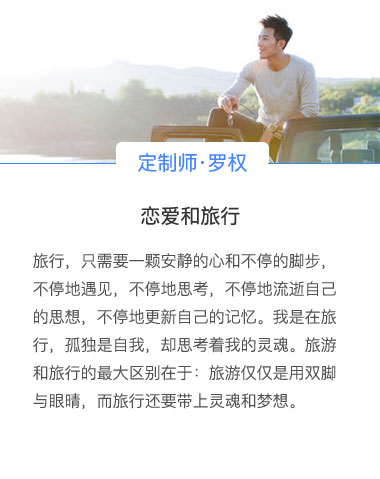 定制师·罗权
恋爱和旅行
旅行，只需要一颗安静的心和不停的脚步，
不停地遇见，不停地思考，不停地流逝自己
的思想，不停地更新自己的记忆。我是在旅
行，孤独是自我，却思考着我的灵魂。旅游
和旅行的最大区别在于：旅游仅仅是用双脚
与眼睛，而旅行还要带上灵魂和梦想。